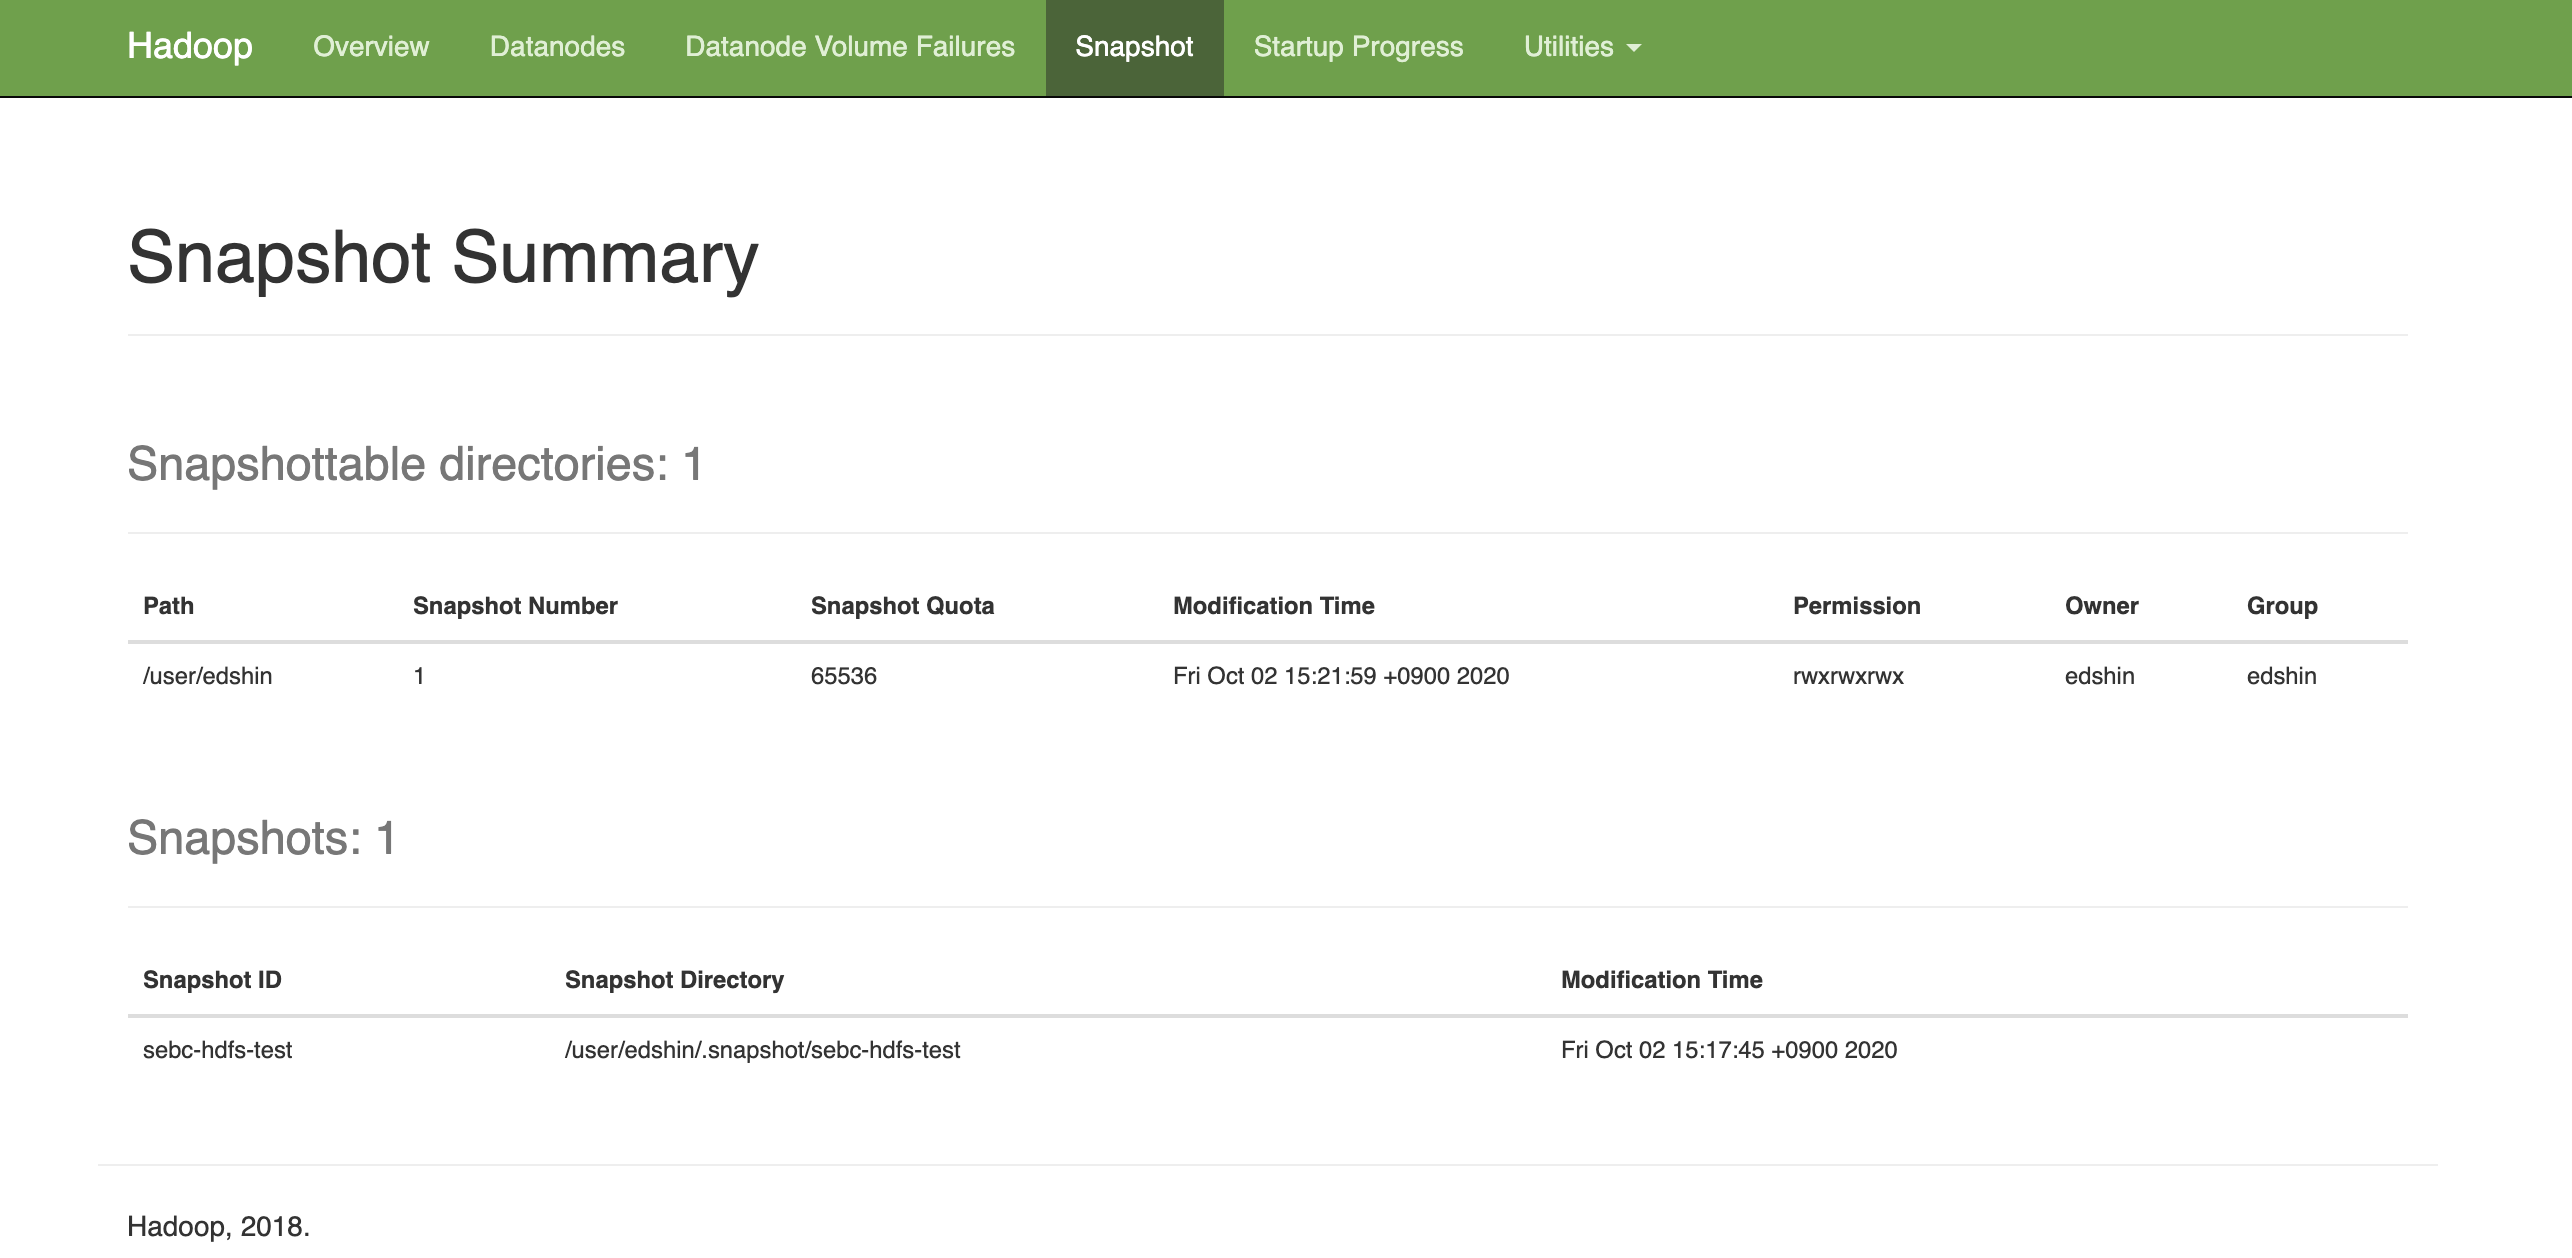 Hadoop Overview Datanodes Datanode Volume Failures Snapshot Startup Progress Utilities
Snapshot Summary
Snapshottable directories: 1
Path Snapshot Number Snapshot Quota Modification Time Permission Owner Group
/user/edshin 1 65536 Fri Oct 02 15:21:59 +0900 2020 rwxrwxrwx edshin edshin
Snapshots: 1
Snapshot ID Snapshot Directory Modification Time
sebc-hdfs-test /user/edshin/.snapshot/sebc-hdfs-test Fri Oct 02 15:17:45 +0900 2020
Hadoop, 2018.